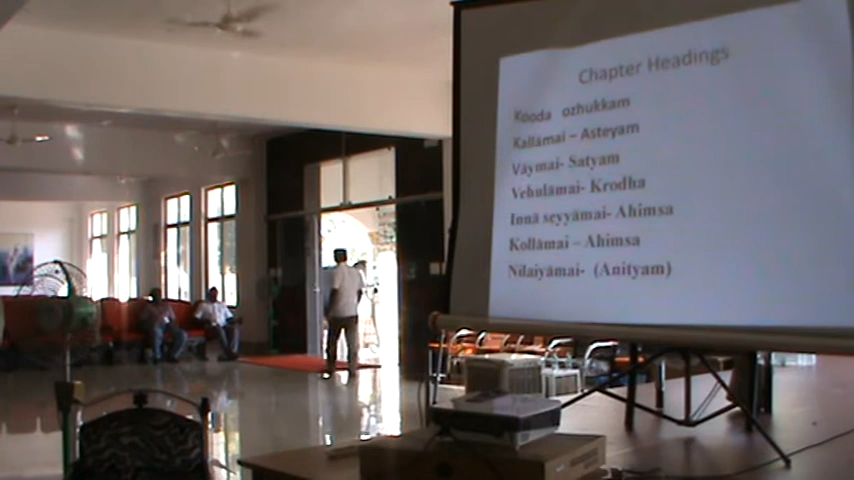 Chapter Headings
Kooda ozhukkam
Kallāmai – Asteyam
Vāymai- Satyam
Vehulāmai- Krodha
Innā seyyāmai- Ahimsa
Kollāmai – Ahimsa
Nilaiyāmai- (Anityam)